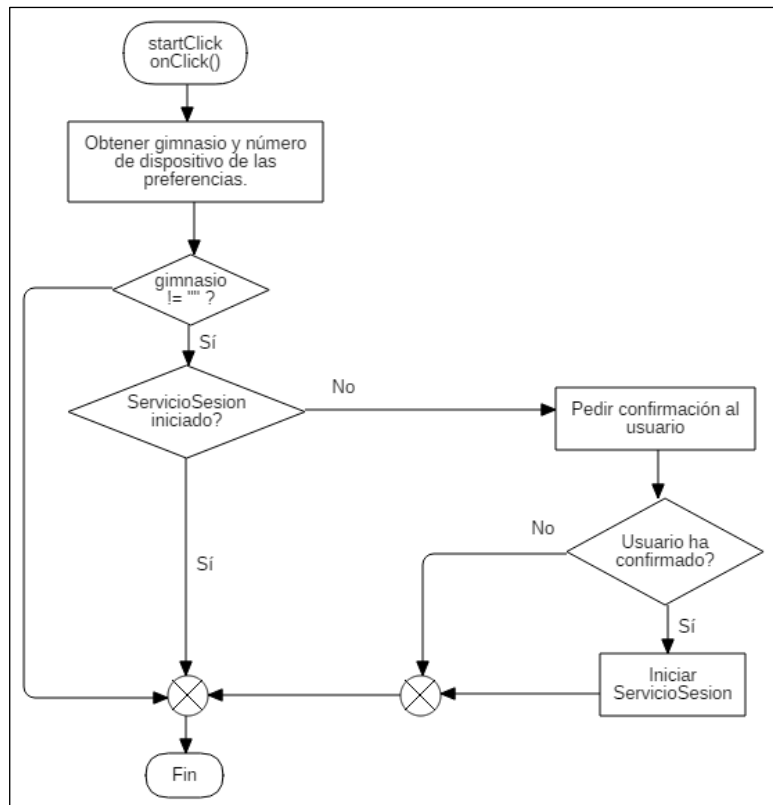 startClick
onClick()
Obtener gimnasio y número
de dispositivo de las
preferencias.
gimnasio
!= "" ?
Sí
ServicioSesion
iniciado?
No
Pedir confirmación al
usuario
No
Usuario ha
confirmado?
Sí
Sí
Iniciar
ServicioSesion
Fin